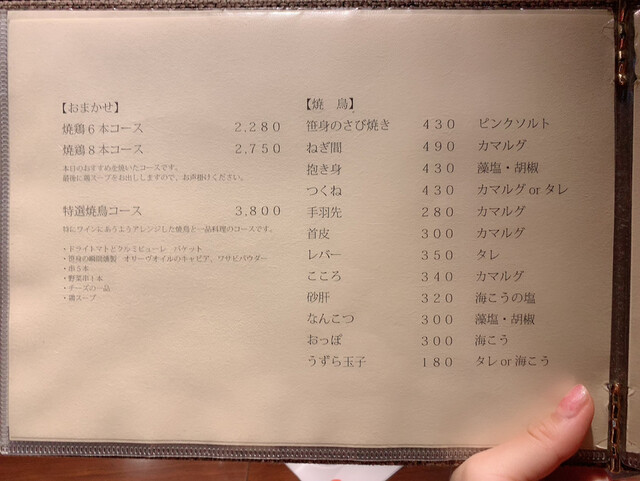 【おまかせ】
焼鶏6本コース 2,280
焼鶏8本コース 2,750
本日のおすすめを焼いたコースです。
最後に鶏スープをお出ししますので、お声掛けください。
特選焼鳥コース 3,800
特にワインにあうようアレンジした焼鳥と一品料理のコースです。
・ドライトマトとクルミピューレ バケット
・笹身の瞬間燻製 オリーヴオイルのキャビア、ワサビパウダー
・串5本
・野菜串1本
・チーズの一品
・鶏スープ
【焼 鳥】
笹身のさび焼き 430 ピンクソルト
ねぎ間 490 カマルグ
抱き身 430 藻塩・胡椒
つくね 430 カマルグ or タレ
手羽先 280 カマルグ
首皮 300 カマルグ
レバー 350 タレ
こころ 340 カマルグ
砂肝 320 海こうの塩
なんこつ 300 藻塩・胡椒
おっぽ 300 海こう
うずら玉子 180 タレ or 海こう